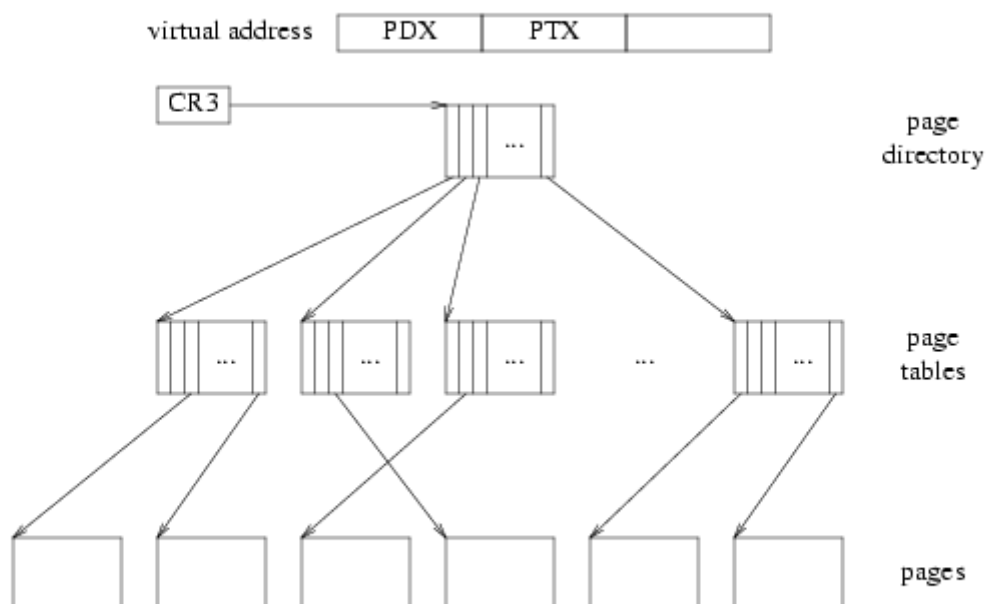 virtual address PDX PTX
CR3
...
page
directory
... ... ... ... ...
page
tables
pages